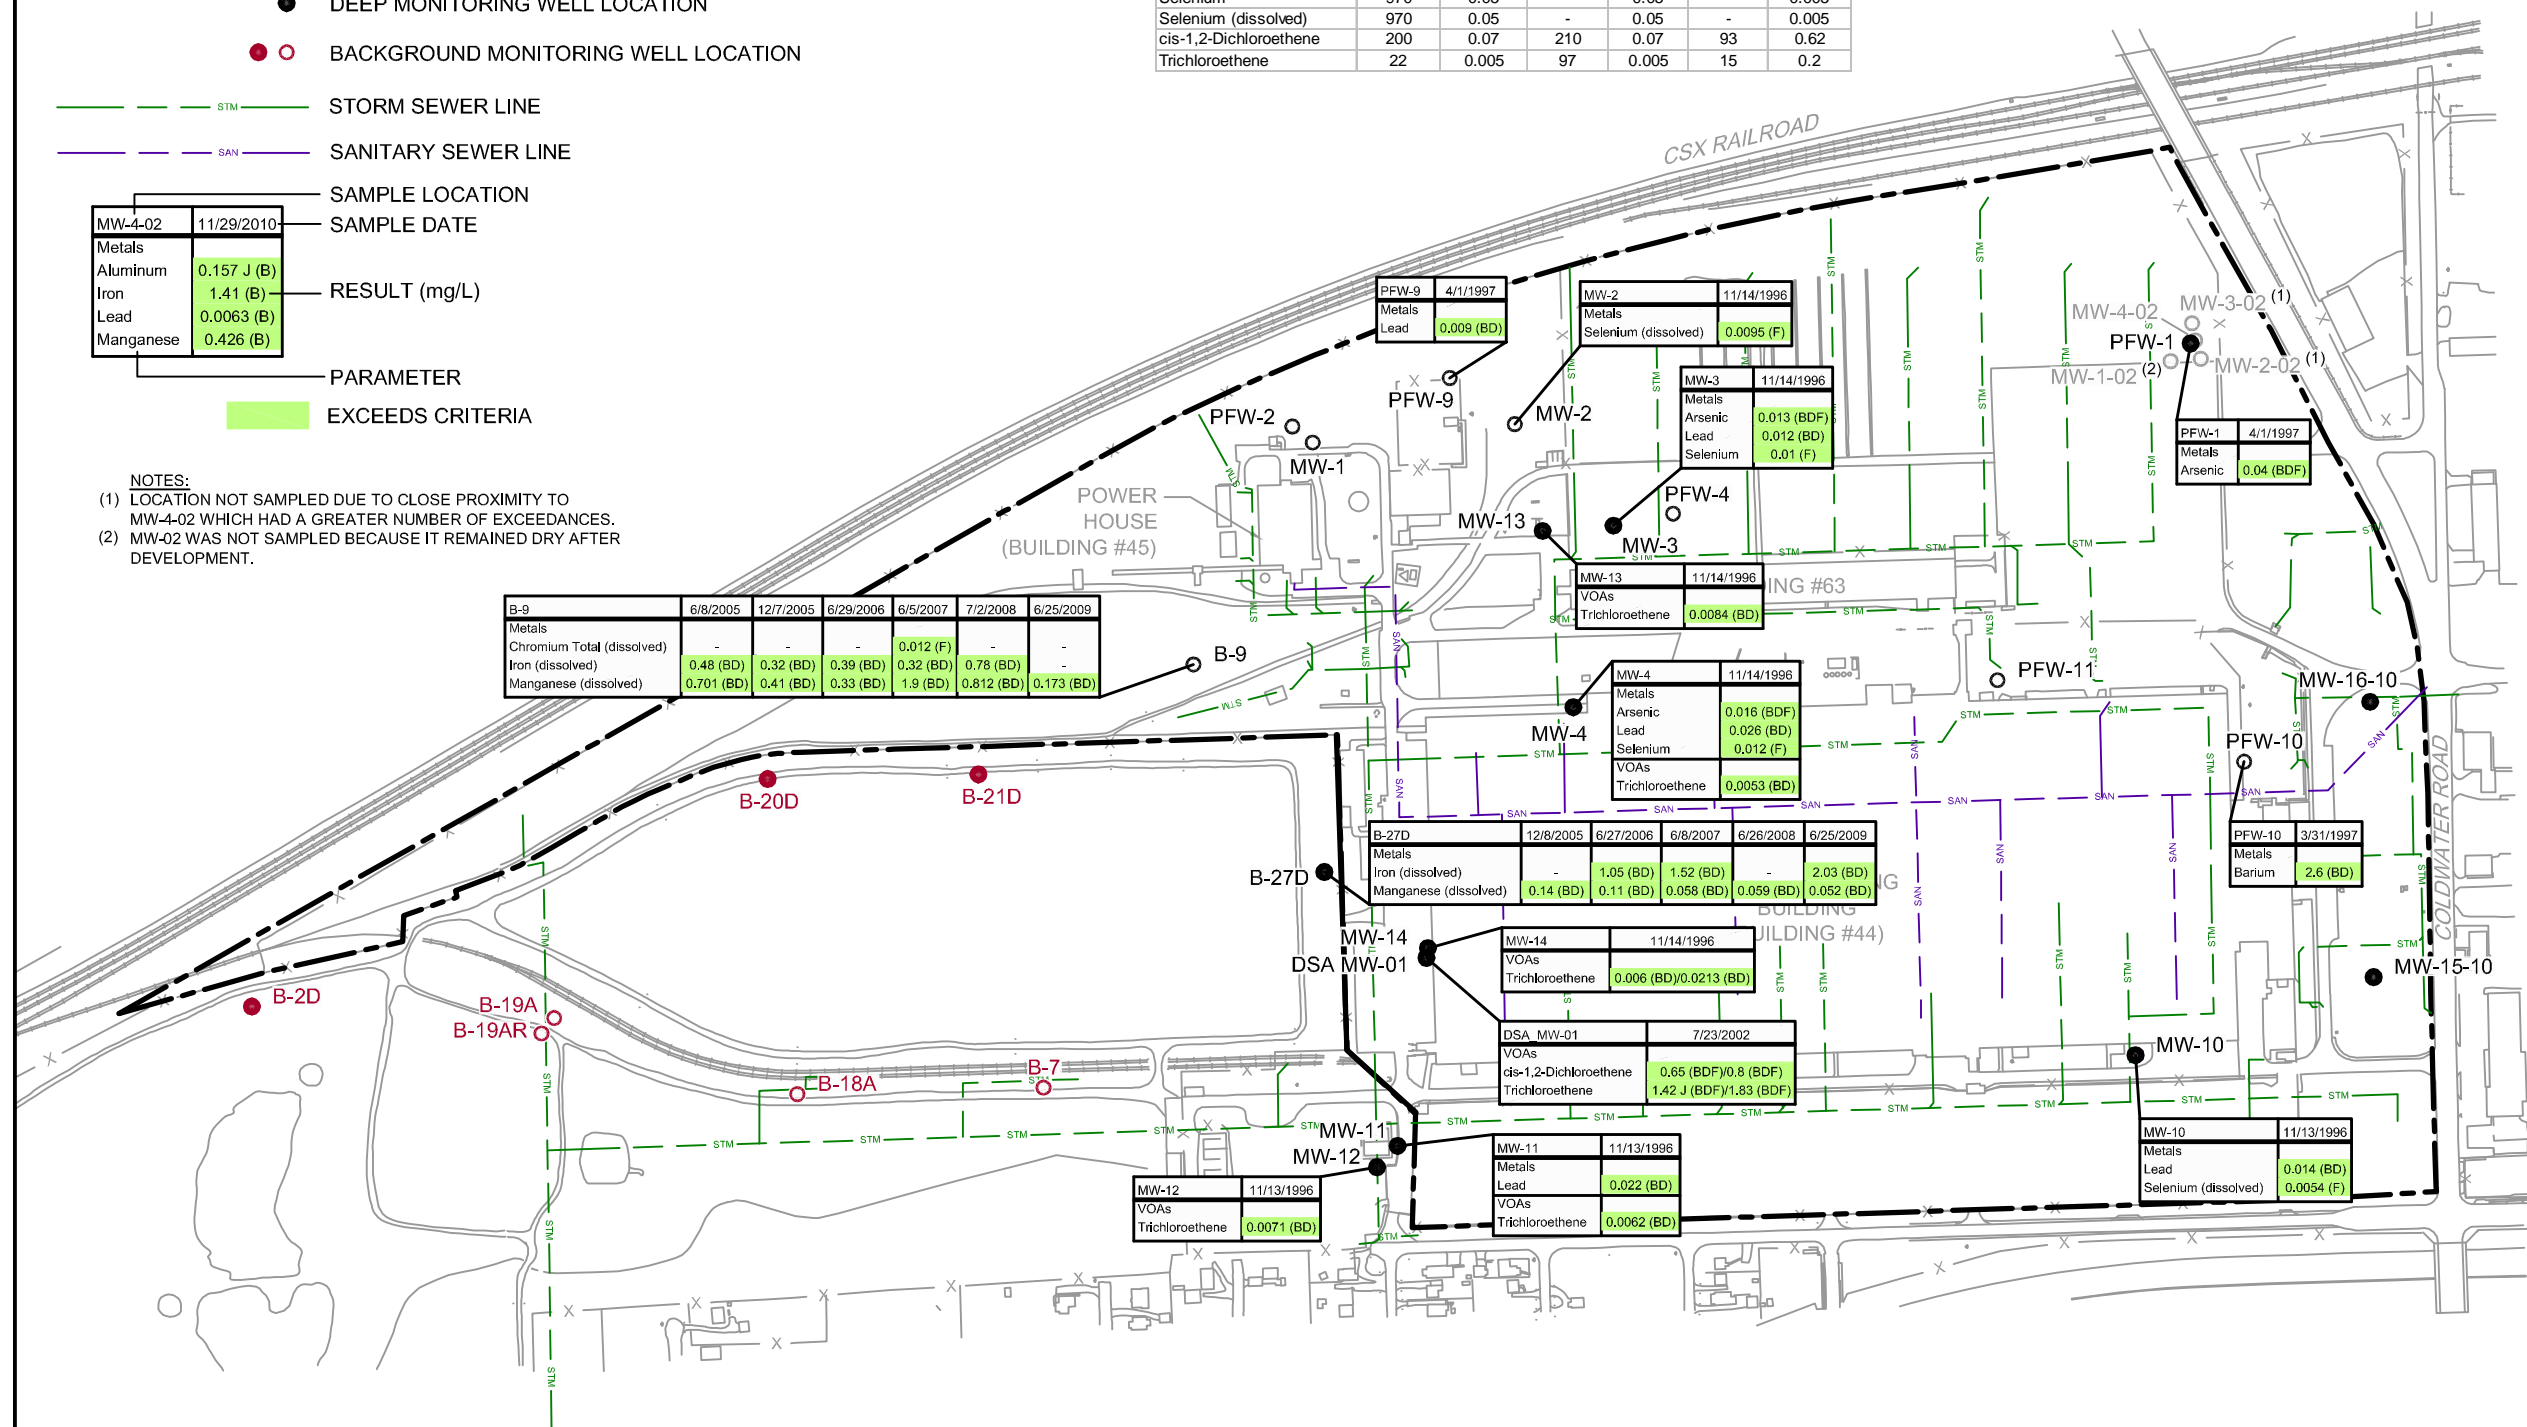 DEEP MONITORING WELL LOCATION
BACKGROUND MONITORING WELL LOCATION
STM STORM SEWER LINE
SAN SANITARY SEWER LINE
SAMPLE LOCATION
SAMPLE DATE
MW-4-02 11/29/2010
Metals
Aluminum 0.157 J (B)
Iron 1.41 (B)
Lead 0.0063 (B)
Manganese 0.426 (B)
RESULT (mg/L)
PARAMETER
EXCEEDS CRITERIA
NOTES:
(1) LOCATION NOT SAMPLED DUE TO CLOSE PROXIMITY TO
MW-4-02 WHICH HAD A GREATER NUMBER OF EXCEEDANCES.
(2) MW-02 WAS NOT SAMPLED BECAUSE IT REMAINED DRY AFTER
DEVELOPMENT.
Selenium (dissolved) 970 0.05 - 0.05 - 0.005
cis-1,2-Dichloroethene 200 0.07 210 0.07 93 0.62
Trichloroethene 22 0.005 97 0.005 15 0.2
CSX RAILROAD
PFW-9 4/1/1997
Metals
Lead 0.009 (BD)
MW-2 11/14/1996
Metals
Selenium (dissolved) 0.0095 (F)
MW-3 11/14/1996
Metals
Arsenic 0.013 (BDF)
Lead 0.012 (BD)
Selenium 0.01 (F)
MW-3-02 (1)
MW-4-02
PFW-1
MW-2-02 (1)
MW-1-02 (2)
PFW-1 4/1/1997
Metals
Arsenic 0.04 (BDF)
PFW-9
PFW-2
MW-2
MW-1
POWER
HOUSE
(BUILDING #45)
PFW-4
MW-13
MW-3
MW-13 11/14/1996
VOAs
Trichloroethene 0.0084 (BD)
ING #63
B-9 6/8/2005 12/7/2005 6/29/2006 6/5/2007 7/2/2008 6/25/2009
Metals
Chromium Total (dissolved) - - - 0.012 (F) - -
Iron (dissolved) 0.48 (BD) 0.32 (BD) 0.39 (BD) 0.32 (BD) 0.78 (BD) -
Manganese (dissolved) 0.701 (BD) 0.41 (BD) 0.33 (BD) 1.9 (BD) 0.812 (BD) 0.173 (BD)
B-9
MW-4 11/14/1996
Metals
Arsenic 0.016 (BDF)
Lead 0.026 (BD)
Selenium 0.012 (F)
VOAs
Trichloroethene 0.0053 (BD)
MW-4
PFW-11
MW-16-10
PFW-10
COLDWATER ROAD
B-20D
B-21D
B-27D 12/8/2005 6/27/2006 6/8/2007 6/26/2008 6/25/2009
Metals
Iron (dissolved) - 1.05 (BD) 1.52 (BD) - 2.03 (BD)
Manganese (dissolved) 0.14 (BD) 0.11 (BD) 0.058 (BD) 0.059 (BD) 0.052 (BD)
B-27D
NG
BUILDING
UILDING #44)
PFW-10 3/31/1997
Metals
Barium 2.6 (BD)
MW-14
DSA MW-01
MW-14 11/14/1996
VOAs
Trichloroethene 0.006 (BD)/0.0213 (BD)
DSA_MW-01 7/23/2002
VOAs
cis-1,2-Dichloroethene 0.65 (BDF)/0.8 (BDF)
Trichloroethene 1.42 J (BDF)/1.83 (BDF)
MW-15-10
MW-10
B-2D
B-19A
B-19AR
B-18A
B-7
MW-11
MW-12
MW-12 11/13/1996
VOAs
Trichloroethene 0.0071 (BD)
MW-11 11/13/1996
Metals
Lead 0.022 (BD)
VOAs
Trichloroethene 0.0062 (BD)
MW-10 11/13/1996
Metals
Lead 0.014 (BD)
Selenium (dissolved) 0.0054 (F)